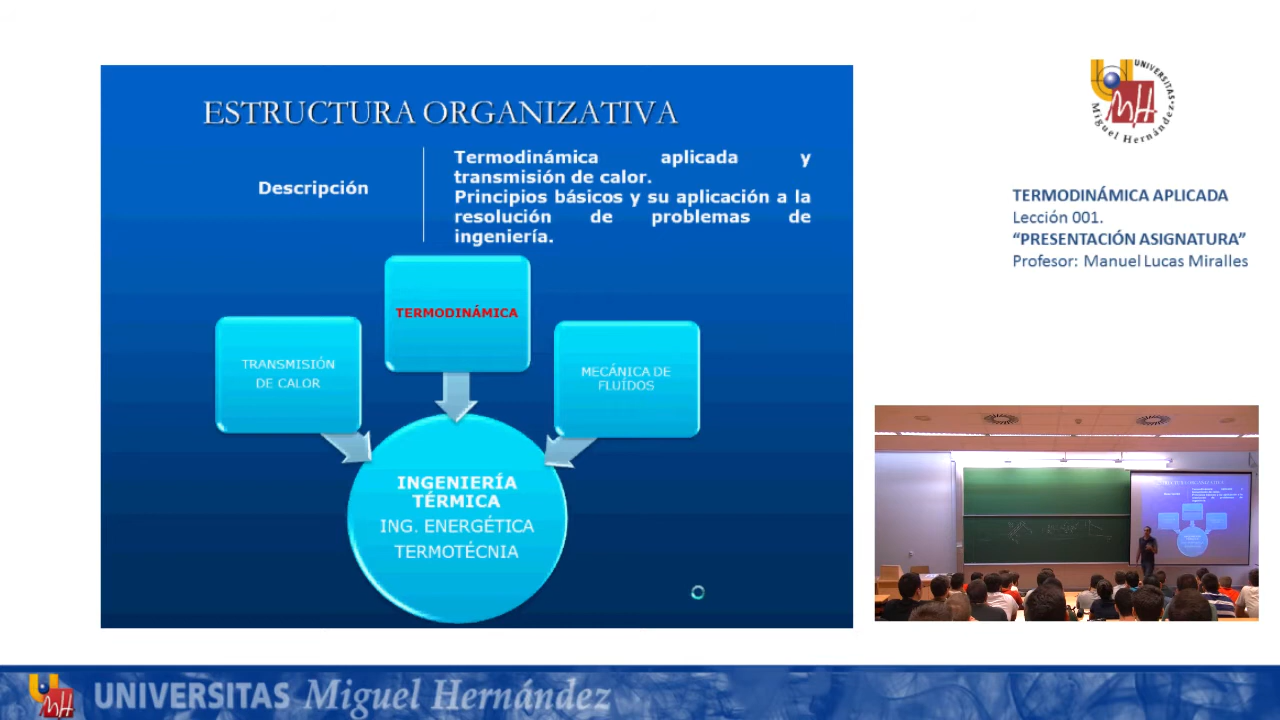 ESTRUCTURA ORGANIZATIVA
Descripción
Termodinámica aplicada y
transmisión de calor.
Principios básicos y su aplicación a la
resolución de problemas de
ingeniería.
TERMODINÁMICA
TRANSMISIÓN
DE CALOR
MECÁNICA DE
FLUÍDOS
INGENIERÍA
TÉRMICA
ING. ENERGÉTICA
TERMOTÉCNIA
UNIVERSITAS
Miguel Hernández
TERMODINÁMICA APLICADA
Lección 001.
“PRESENTACIÓN ASIGNATURA”
Profesor: Manuel Lucas Miralles
UNIVERSITAS Miguel Hernández